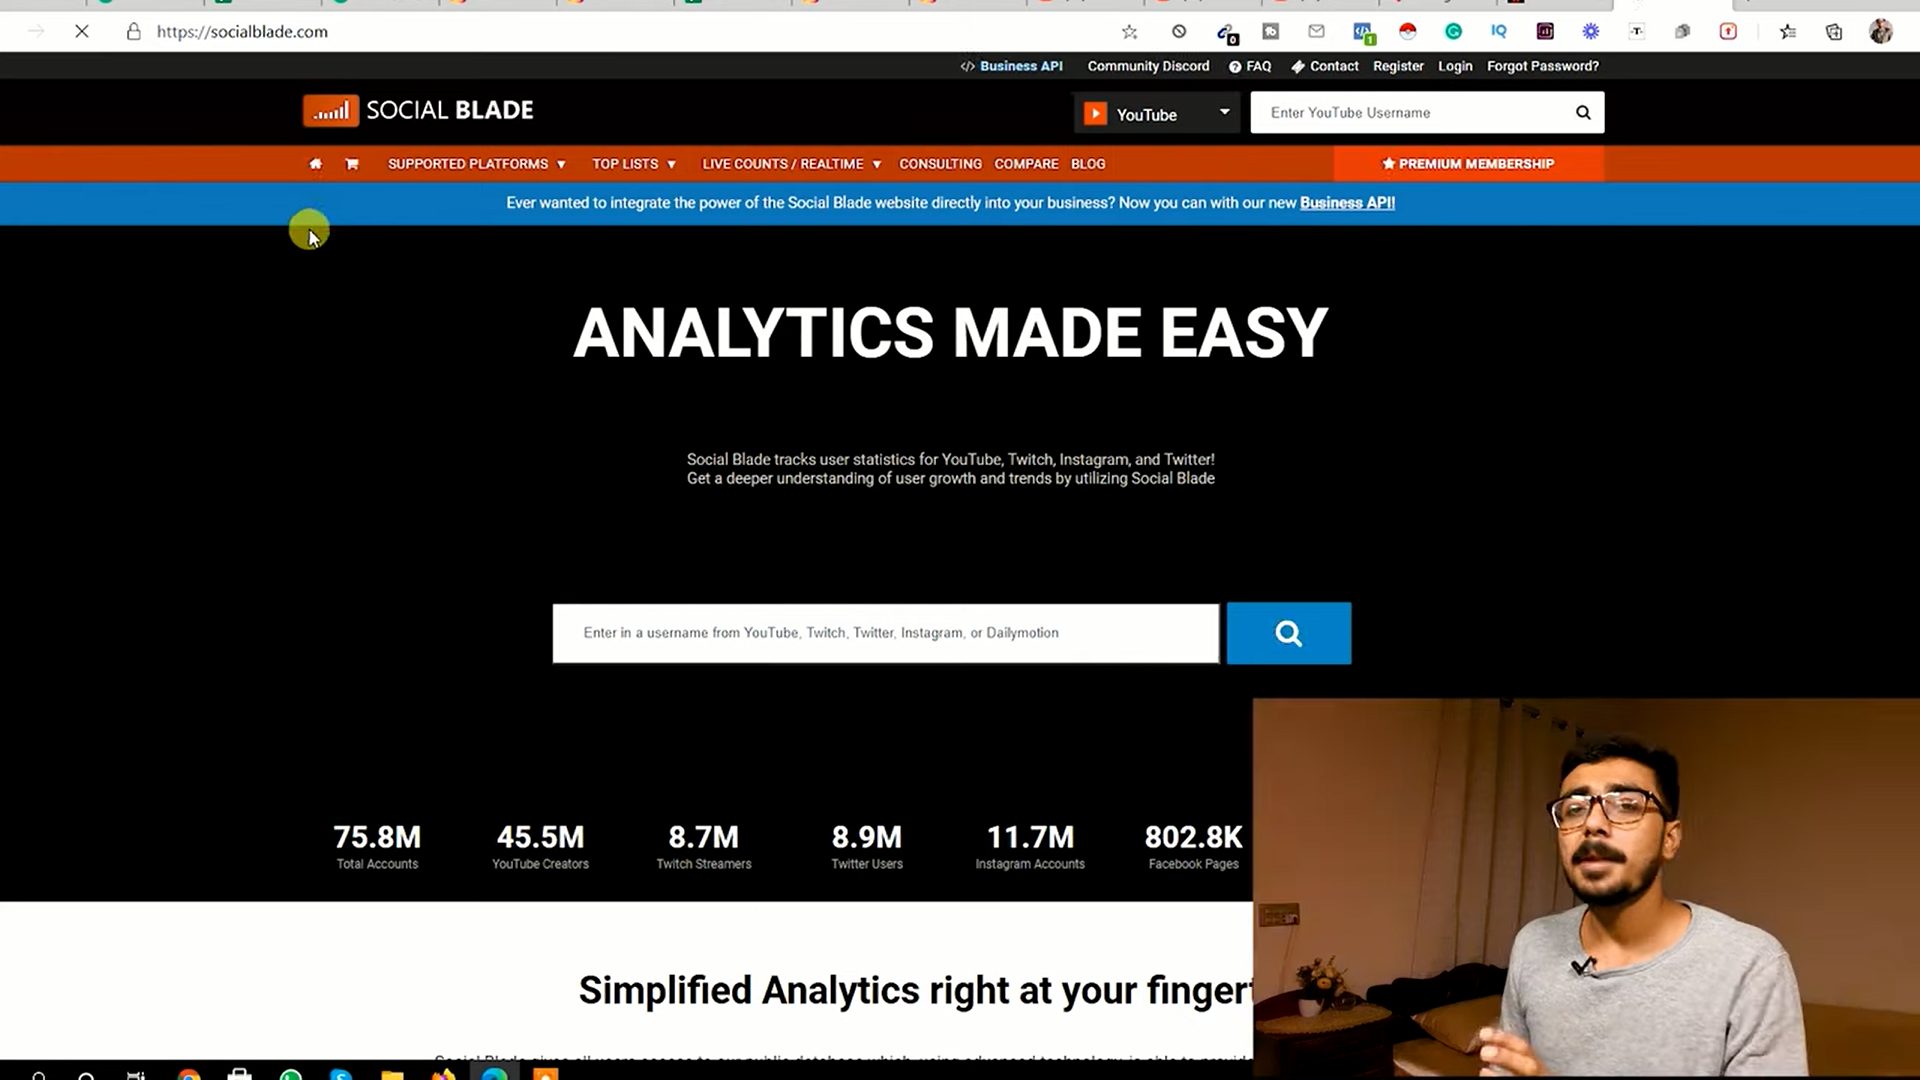 https://socialblade.com
0
1
IQ
Business API
Community Discord
FAQ
Contact
Register
Login
Forgot Password?
SOCIAL BLADE
YouTube
Enter YouTube Username
SUPPORTED PLATFORMS
TOP LISTS
LIVE COUNTS / REALTIME
CONSULTING
COMPARE
BLOG
PREMIUM MEMBERSHIP
Ever wanted to integrate the power of the Social Blade website directly into your business? Now you can with our new Business API!
ANALYTICS MADE EASY
Social Blade tracks user statistics for YouTube, Twitch, Instagram, and Twitter!
Get a deeper understanding of user growth and trends by utilizing Social Blade
Enter in a username from YouTube, Twitch, Twitter, Instagram, or Dailymotion
75.8M
Total Accounts
45.5M
YouTube Creators
8.7M
Twitch Streamers
8.9M
Twitter Users
11.7M
Instagram Accounts
802.8K
Facebook Pages
Simplified Analytics right at your finger